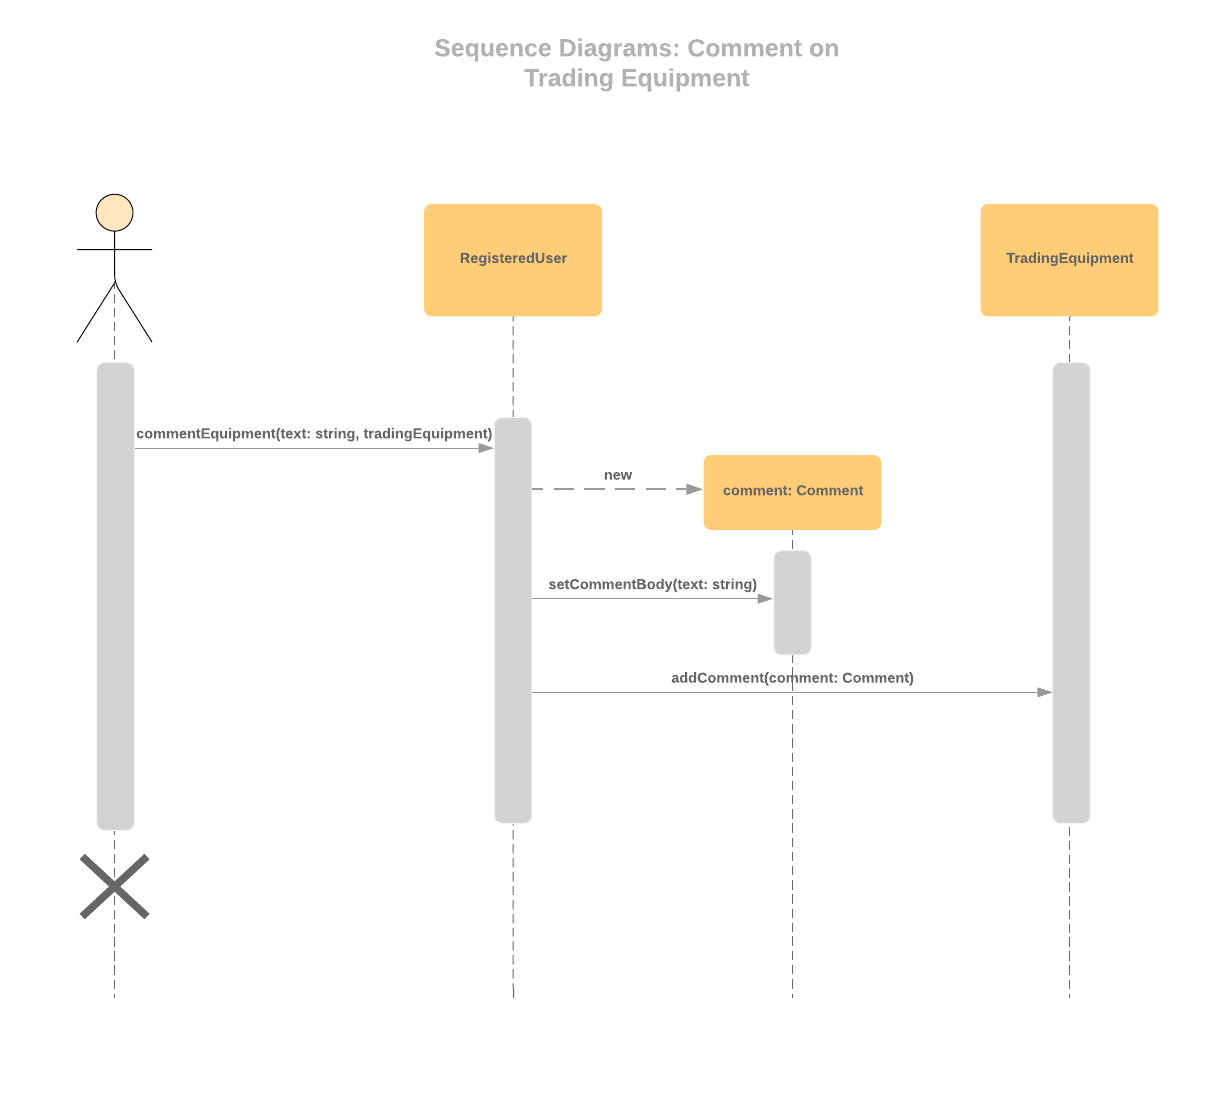 Sequence Diagrams: Comment on
Trading Equipment
RegisteredUser
TradingEquipment
commentEquipment(text: string, tradingEquipment)
new
comment: Comment
setCommentBody(text: string)
addComment(comment: Comment)